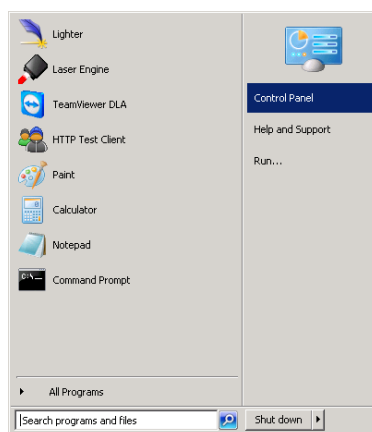 Lighter
Laser Engine
TeamViewer DLA
HTTP Test Client
Paint
Calculator
Notepad
C:\_
Command Prompt
All Programs
Search programs and files
Control Panel
Help and Support
Run...
Shut down